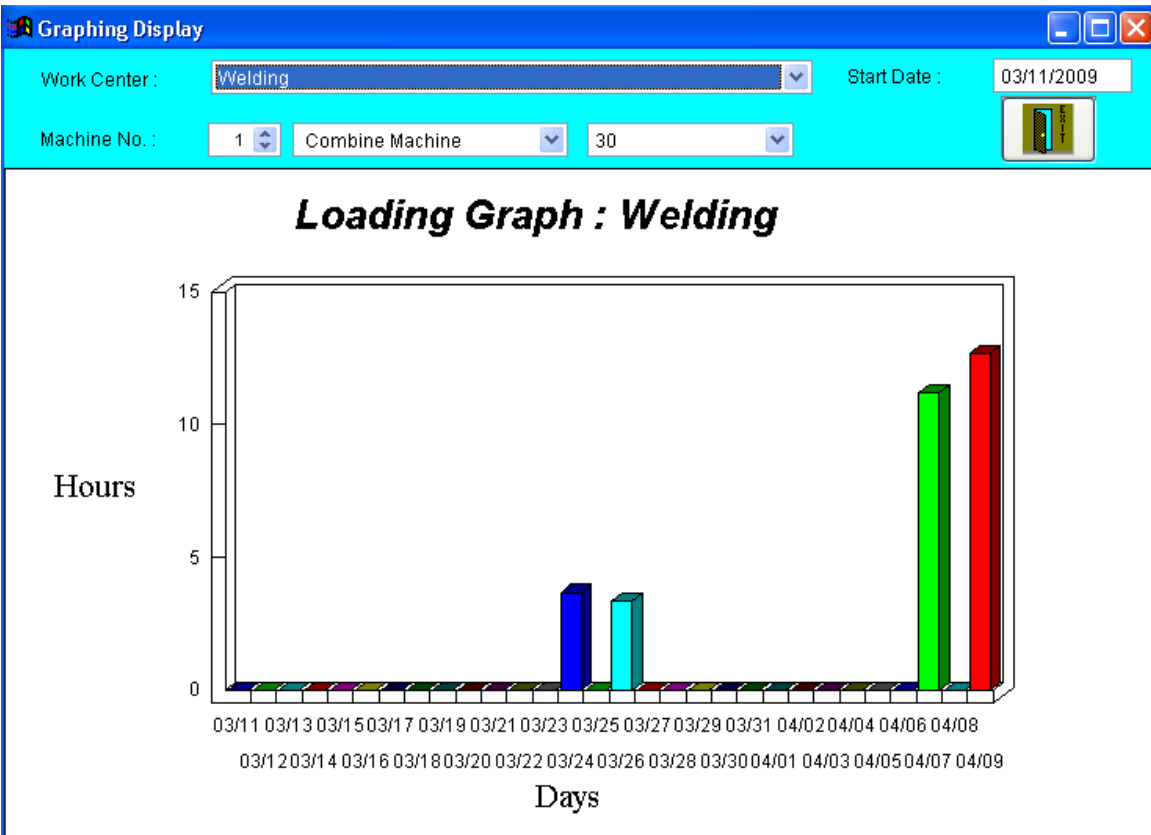 Graphing Display
Work Center : Welding Start Date : 03/11/2009
Machine No. : 1 Combine Machine 30 EXIT
Loading Graph : Welding
15
10
Hours
5
0
03/11 03/13 03/15 03/17 03/19 03/21 03/23 03/25 03/27 03/29 03/31 04/02 04/04 04/06 04/08
03/12 03/14 03/16 03/18 03/20 03/22 03/24 03/26 03/28 03/30 04/01 04/03 04/05 04/07 04/09
Days